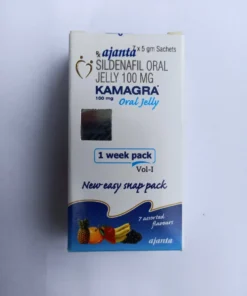 ℞ ajanta 7 x 5 gm Sachets
SILDENAFIL ORAL
JELLY 100 MG
KAMAGRA
100 mg Oral Jelly
1 week pack
Vol-1
New easy snap pack
7 assorted
flavours
ajanta